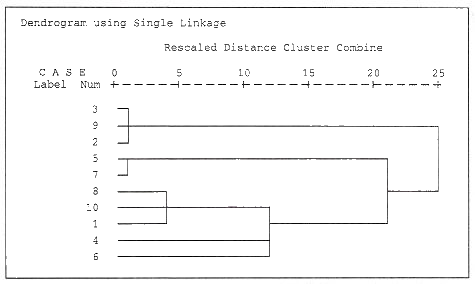 Dendrogram using Single Linkage
Rescaled Distance Cluster Combine
C A S E 0 5 10 15 20 25
Label Num
3
9
2
5
7
8
10
1
4
6